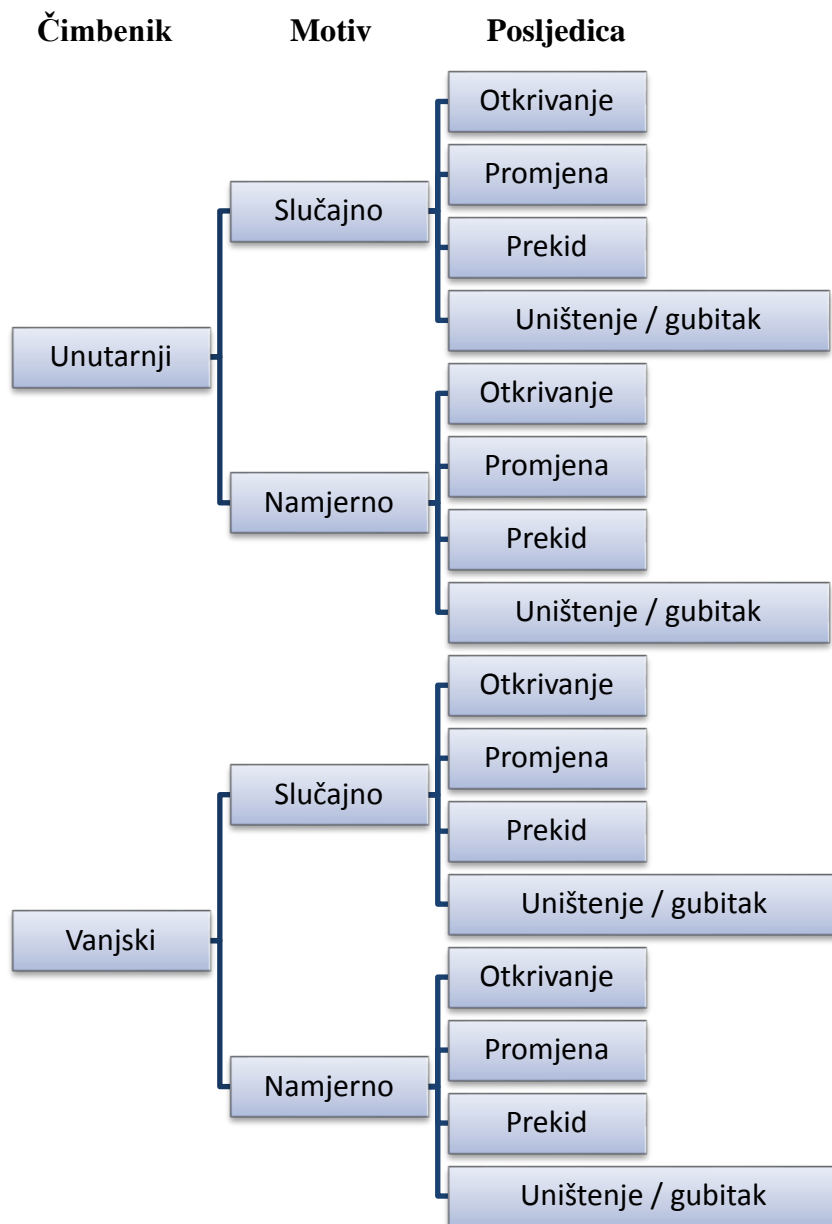 Čimbenik Motiv Posljedica
Otkrivanje
Promjena
Slučajno
Prekid
Uništenje / gubitak
Unutarnji
Otkrivanje
Promjena
Namjerno
Prekid
Uništenje / gubitak
Otkrivanje
Promjena
Slučajno
Prekid
Uništenje / gubitak
Vanjski
Otkrivanje
Promjena
Namjerno
Prekid
Uništenje / gubitak